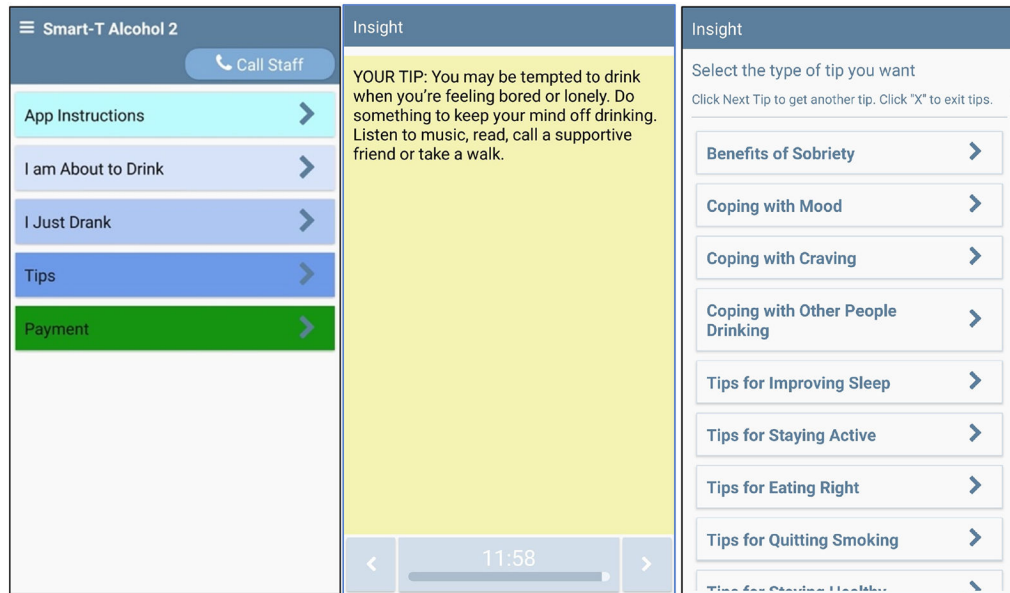 Smart-T Alcohol 2
Call Staff
App Instructions
I am About to Drink
I Just Drank
Tips
Payment
Insight
YOUR TIP: You may be tempted to drink
when you’re feeling bored or lonely. Do
something to keep your mind off drinking.
Listen to music, read, call a supportive
friend or take a walk.
11:58
Insight
Select the type of tip you want
Click Next Tip to get another tip. Click "X" to exit tips.
Benefits of Sobriety
Coping with Mood
Coping with Craving
Coping with Other People
Drinking
Tips for Improving Sleep
Tips for Staying Active
Tips for Eating Right
Tips for Quitting Smoking
Tips for Staying Healthy